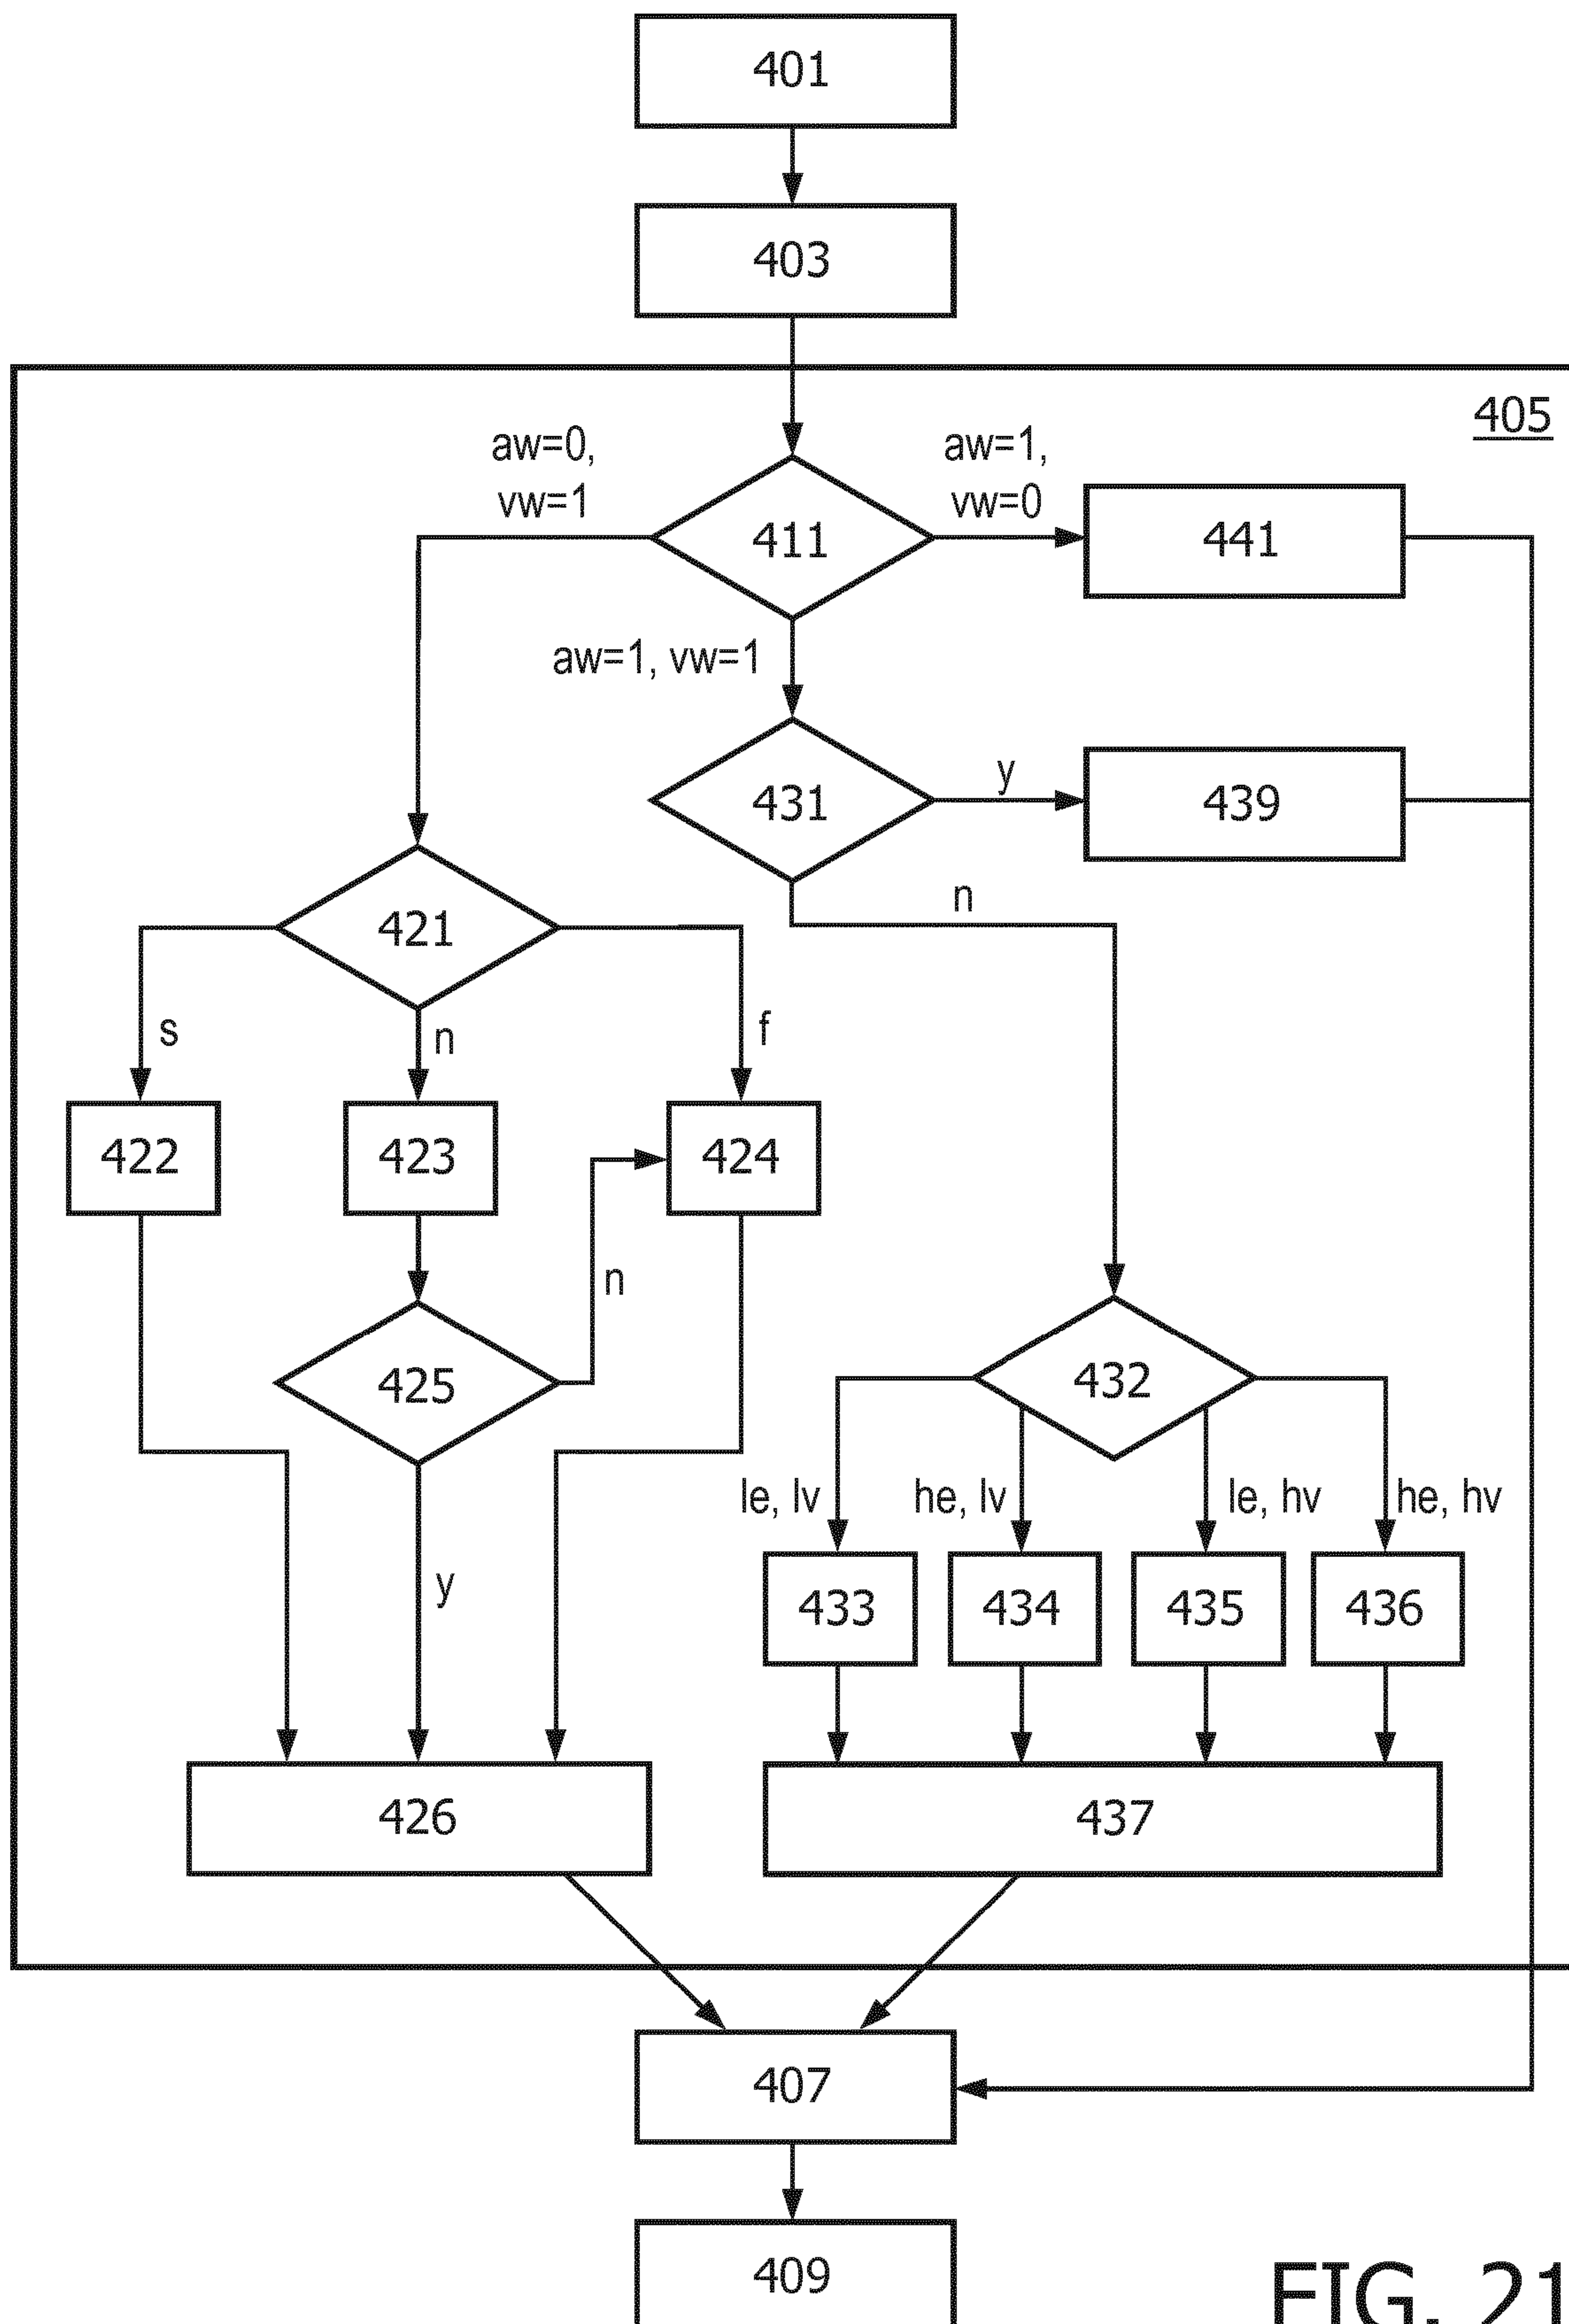 401
403
405
aw=0,
vw=1
aw=1,
vw=0
411
441
aw=1, vw=1
431
y
439
n
421
s
n
f
422
423
424
n
425
432
le, lv
he, lv
le, hv
he, hv
y
433
434
435
436
426
437
407
409
FIG. 21